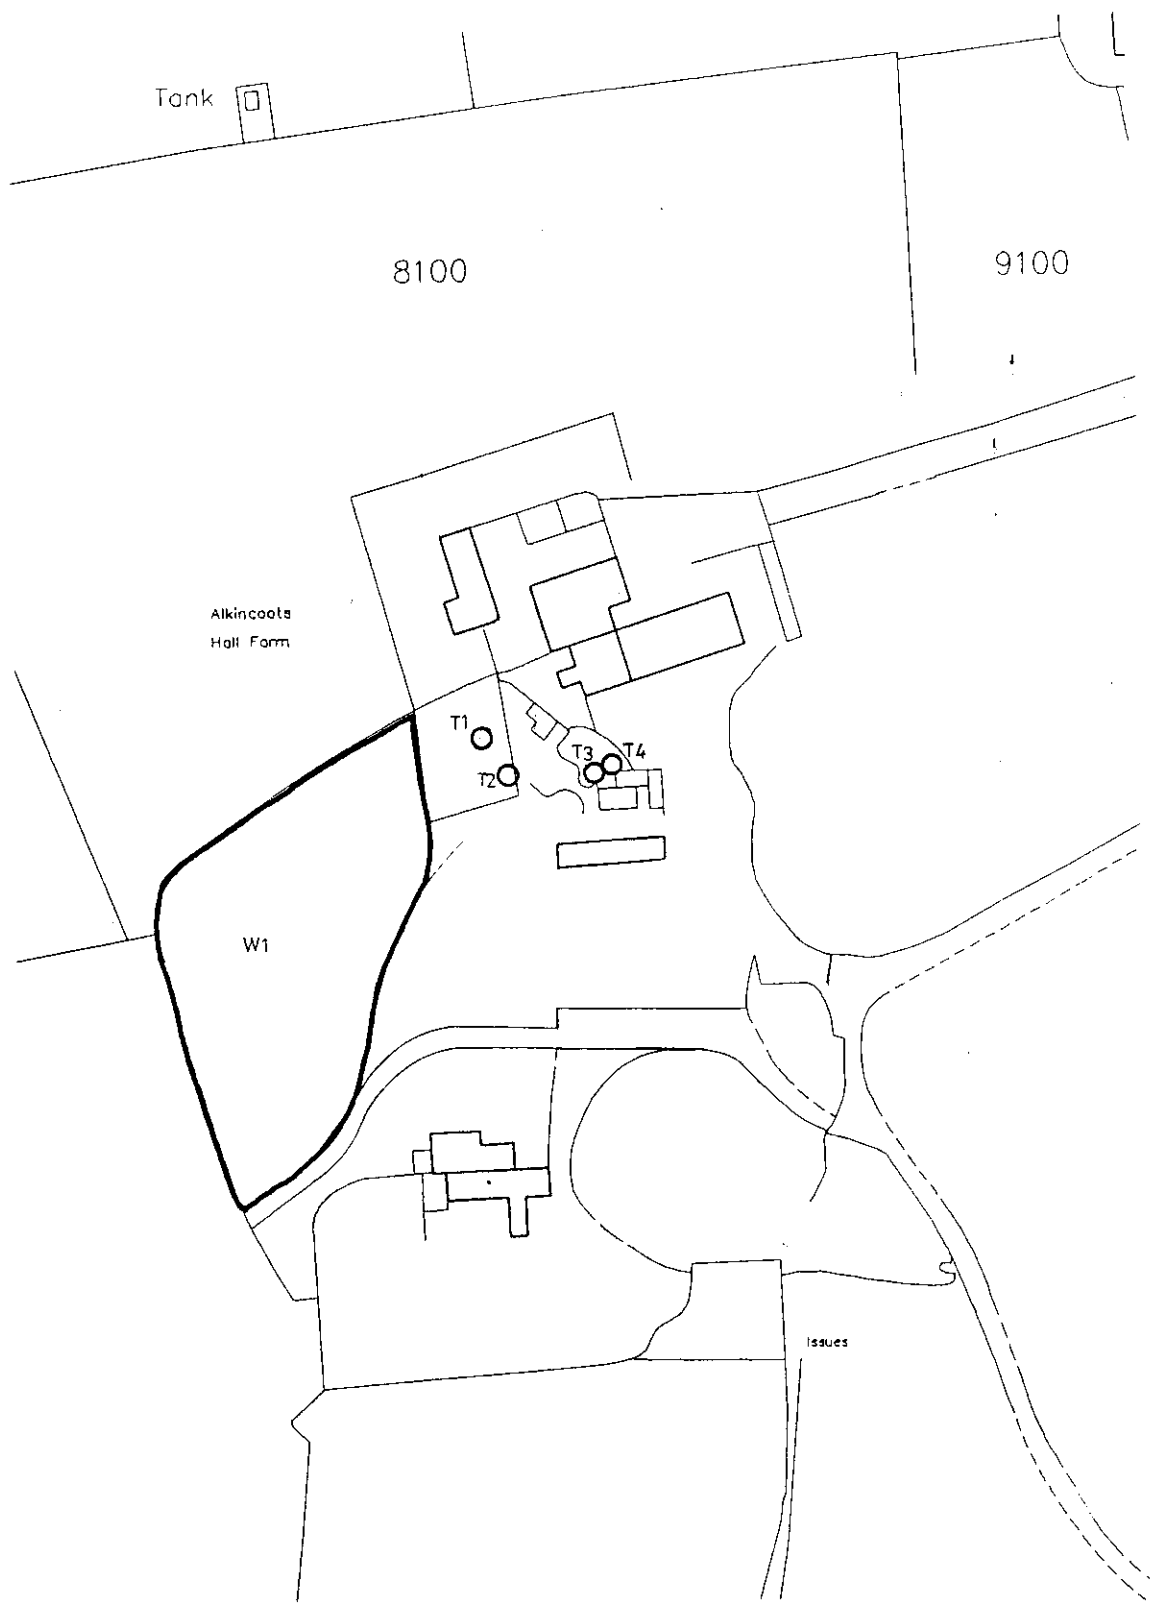 Tank
8100
9100
Alkincoats
Hall Farm
T1
T2
T3
T4
W1
Issues